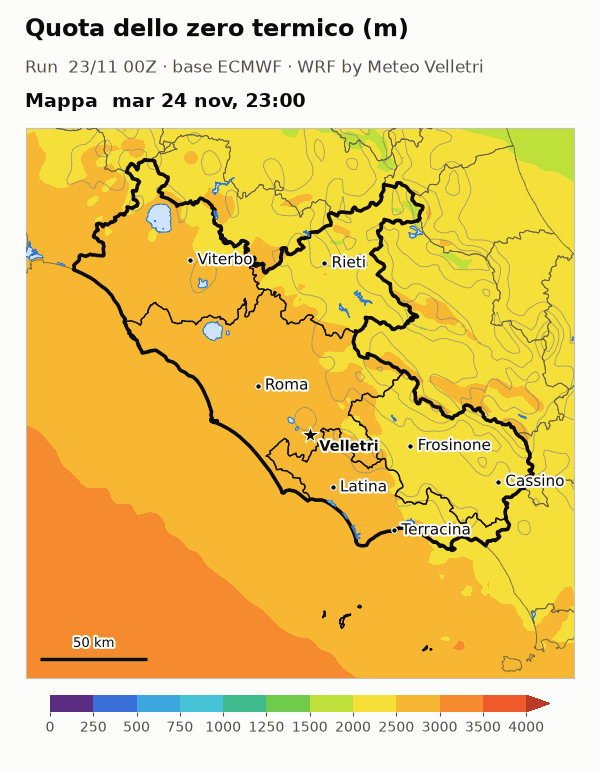 Quota dello zero termico (m)
Run  23/11 00Z · base ECMWF · WRF by Meteo Velletri
Mappa  mar 24 nov, 23:00
Viterbo
Rieti
Roma
Velletri
Frosinone
Cassino
Latina
Terracina
50 km
0 250 500 750 1000 1250 1500 2000 2500 3000 3500 4000